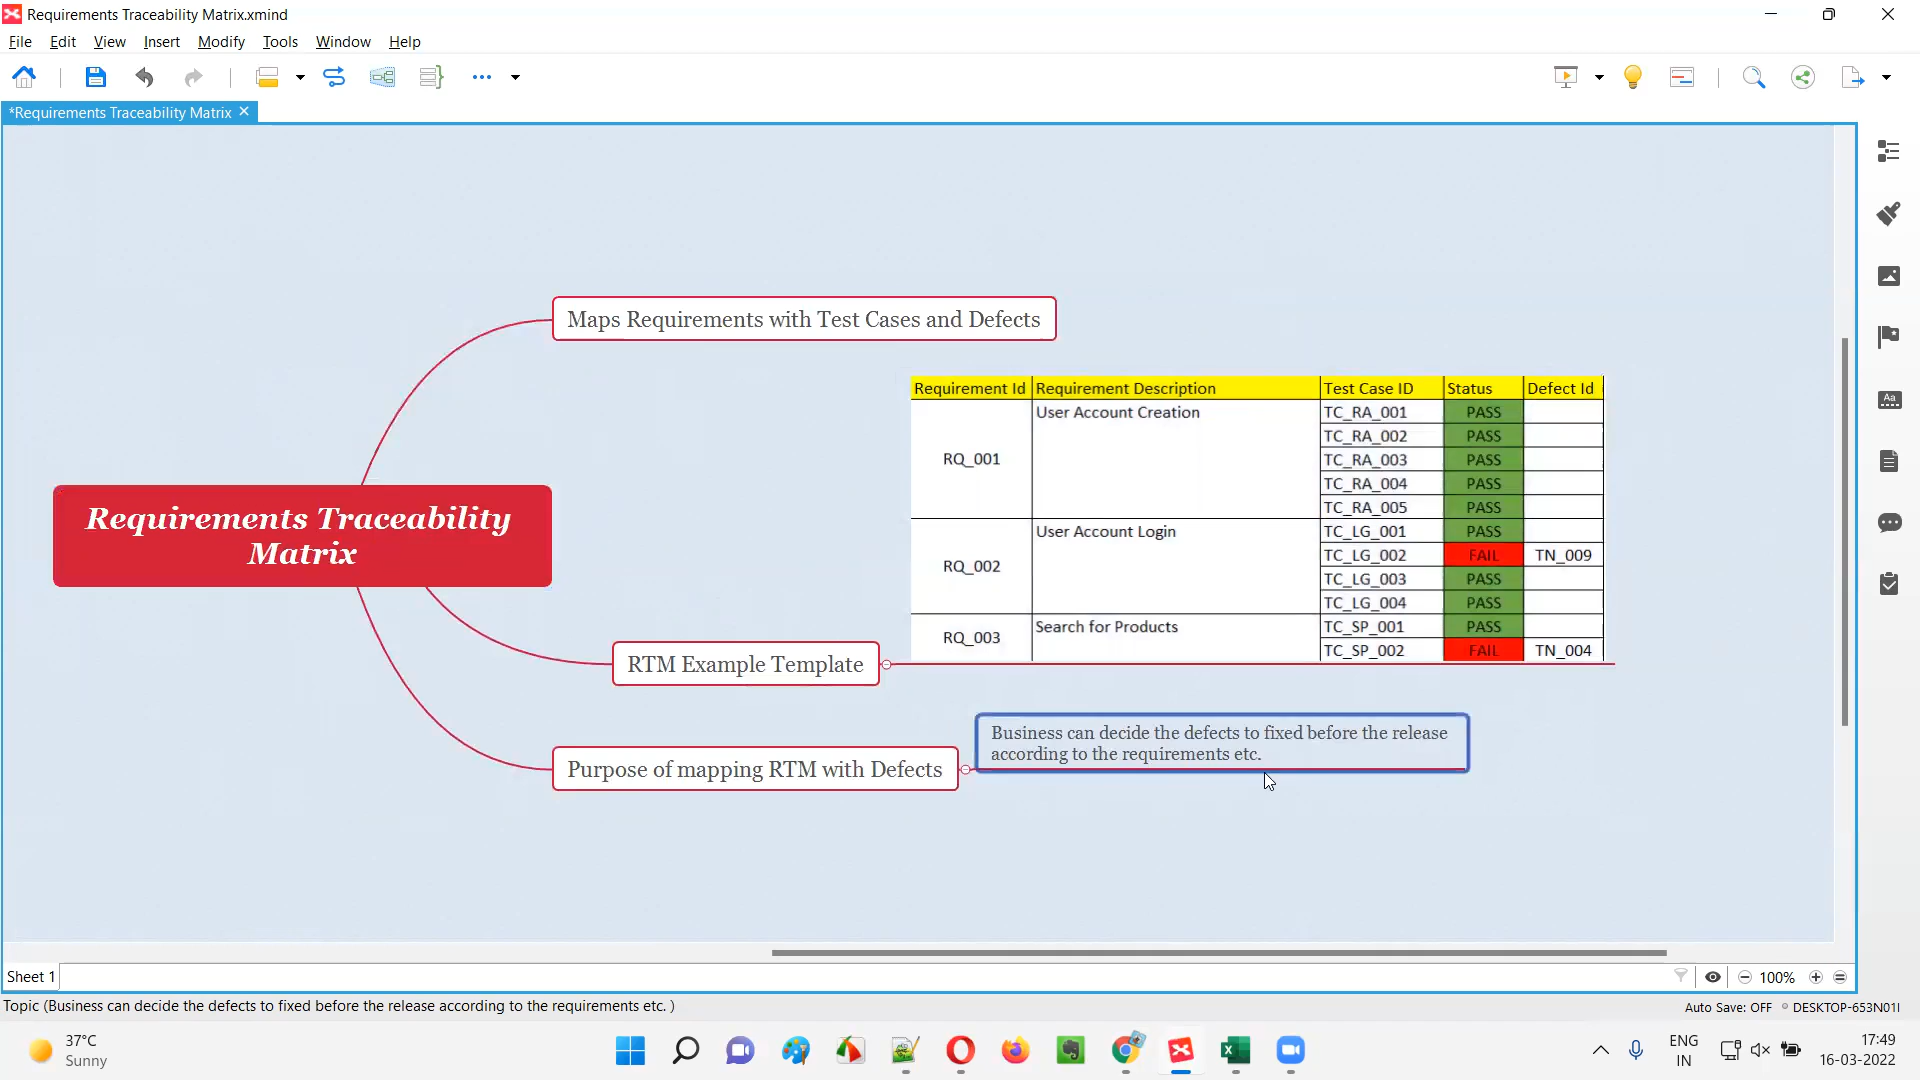 Requirements Traceability Matrix.xmind
File Edit View Insert Modify Tools Window Help
*Requirements Traceability Matrix
Maps Requirements with Test Cases and Defects
Requirement Id Requirement Description Test Case ID Status Defect Id
RQ_001 User Account Creation TC_RA_001 PASS
TC_RA_002 PASS
TC_RA_003 PASS
TC_RA_004 PASS
TC_RA_005 PASS
RQ_002 User Account Login TC_LG_001 PASS
TC_LG_002 FAIL TN_009
TC_LG_003 PASS
TC_LG_004 PASS
RQ_003 Search for Products TC_SP_001 PASS
TC_SP_002 FAIL TN_004
Requirements Traceability
Matrix
RTM Example Template
Business can decide the defects to fixed before the release
according to the requirements etc.
Purpose of mapping RTM with Defects
Sheet 1
100%
Topic (Business can decide the defects to fixed before the release according to the requirements etc. )
Auto Save: OFF DESKTOP-653N01I
37°C
Sunny
ENG
IN
17:49
16-03-2022